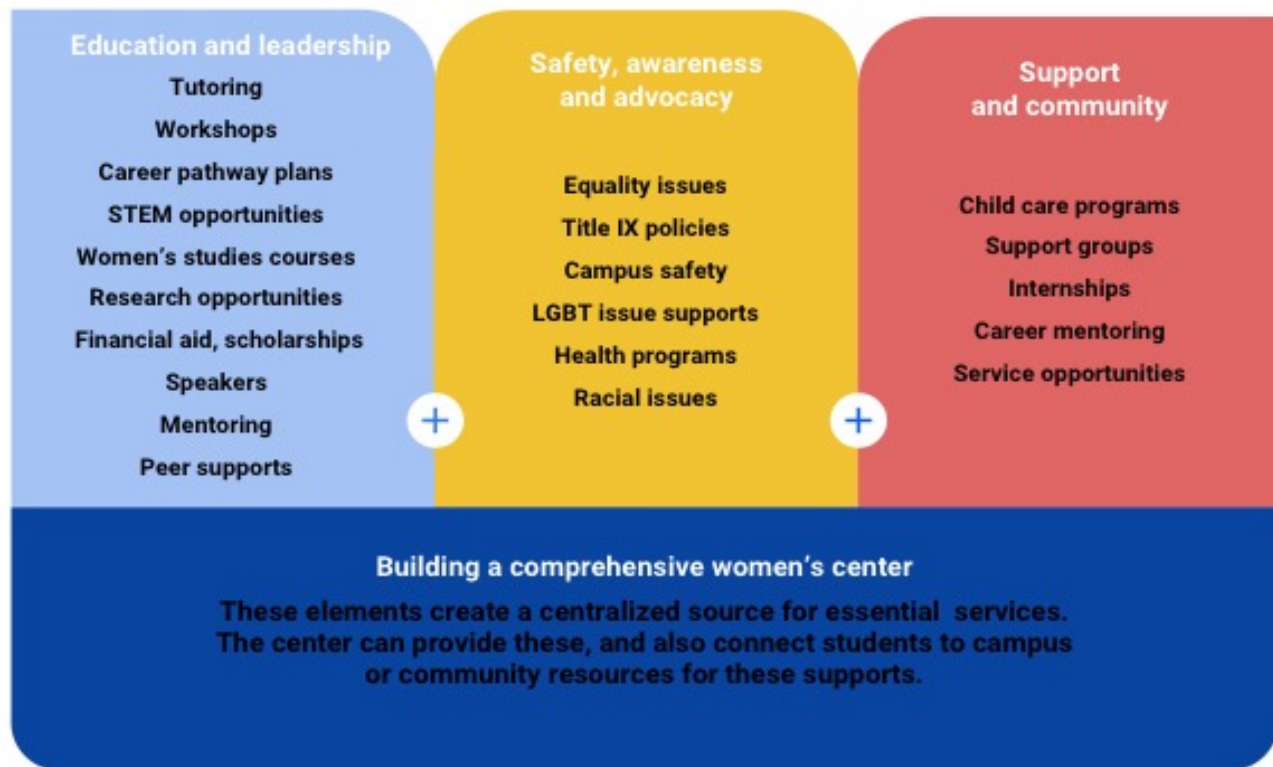 Education and leadership
Tutoring
Workshops
Career pathway plans
STEM opportunities
Women's studies courses
Research opportunities
Financial aid, scholarships
Speakers
Mentoring
Peer supports
Safety, awareness
and advocacy
Equality issues
Title IX policies
Campus safety
LGBT issue supports
Health programs
Racial issues
Support
and community
Child care programs
Support groups
Internships
Career mentoring
Service opportunities
+
+
Building a comprehensive women's center
These elements create a centralized source for essential services.
The center can provide these, and also connect students to campus
or community resources for these supports.